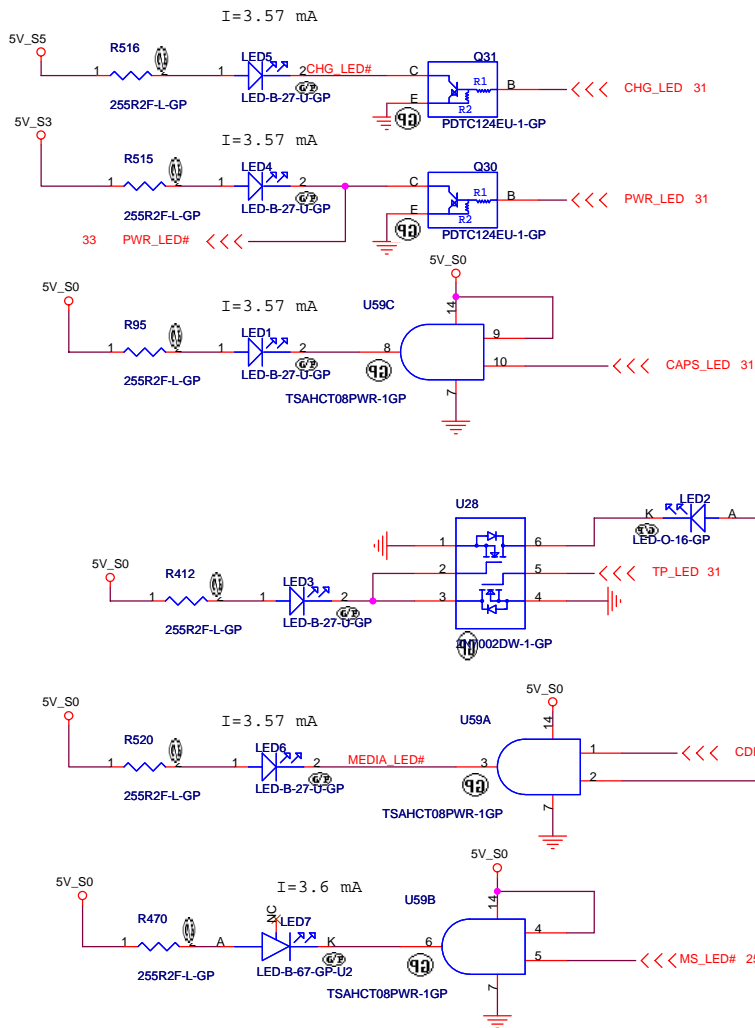 I=3.57 mA
5V_S5
R516
1
2
LED5
1
2
CHG_LED#
255R2F-L-GP
LED-B-27-U-GP
Q31
C
E
R1
R2
B
PDTC124EU-1-GP
CHG_LED 31
I=3.57 mA
5V_S3
R515
1
2
LED4
1
2
255R2F-L-GP
LED-B-27-U-GP
Q30
C
E
R1
R2
B
PDTC124EU-1-GP
PWR_LED 31
33 PWR_LED#
5V_S0
I=3.57 mA
R95
1
2
LED1
1
2
255R2F-L-GP
LED-B-27-U-GP
5V_S0
U59C
14
8
9
10
7
TSAHCT08PWR-1GP
CAPS_LED 31
U28
LED2
K
A
LED-O-16-GP
1
6
2
5
3
4
TP_LED 31
5V_S0
R412
1
2
LED3
1
2
255R2F-L-GP
LED-B-27-U-GP
5V_S0
I=3.57 mA
R520
1
2
LED6
1
2
MEDIA_LED#
255R2F-L-GP
LED-B-27-U-GP
5V_S0
U59A
14
3
1
2
7
TSAHCT08PWR-1GP
5V_S0
I=3.6 mA
R470
1
2
A
NC
LED7
K
255R2F-L-GP
LED-B-67-GP-U2
5V_S0
U59B
14
6
4
5
7
TSAHCT08PWR-1GP
MS_LED#